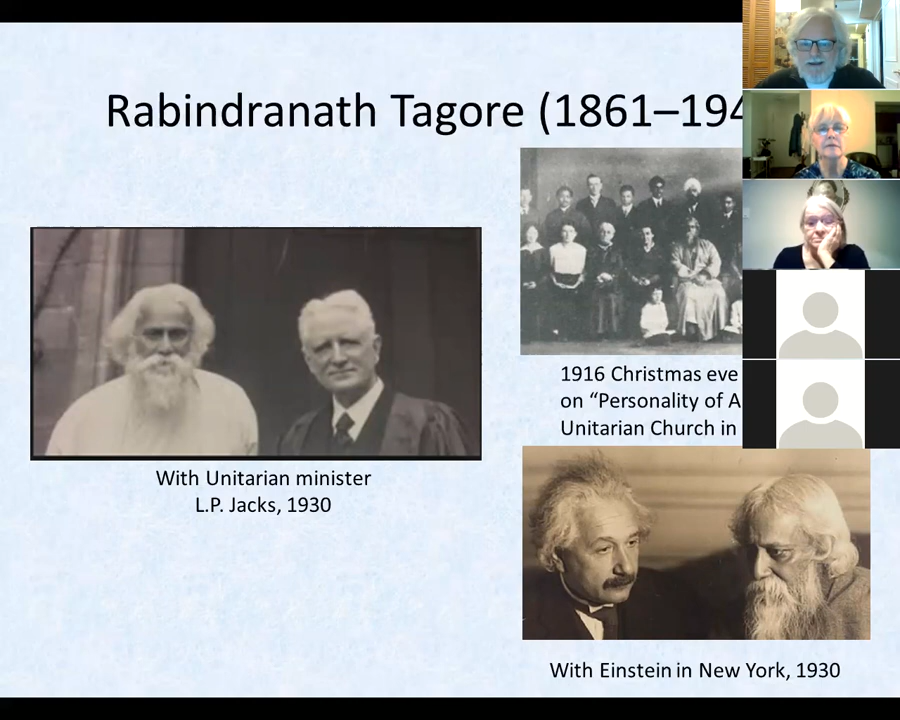 Rabindranath Tagore (1861–194
With Unitarian minister
L.P. Jacks, 1930
1916 Christmas eve
on “Personality of A
Unitarian Church in
With Einstein in New York, 1930